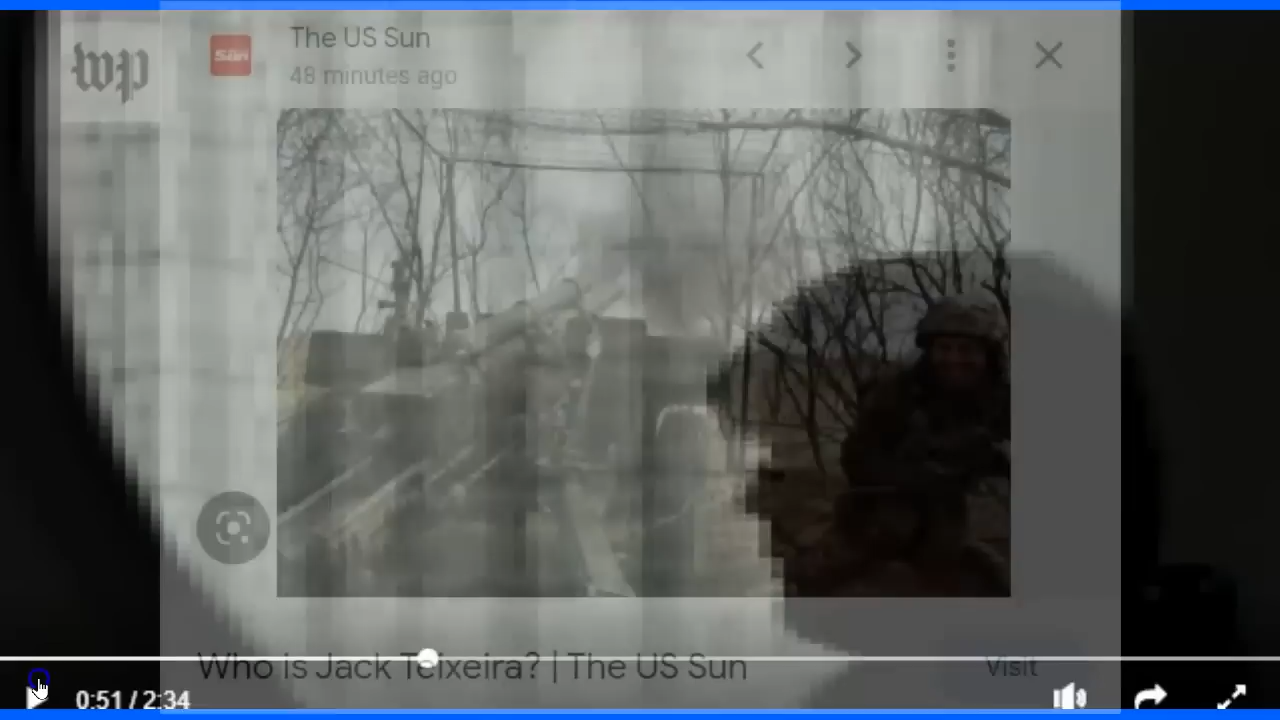 wp
The US Sun
Sun
48 minutes ago
Who is Jack Teixeira? | The US Sun
Visit
0:51 / 2:34